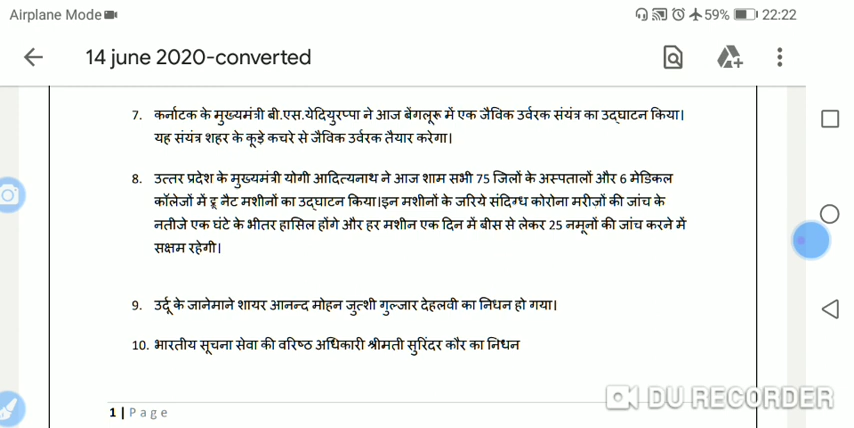 Airplane Mode 59% 22:22
14 june 2020-converted
7. कर्नाटक के मुख्यमंत्री बी.एस.येदियुरप्पा ने आज बेंगलूरू में एक जैविक उर्वरक संयंत्र का उद्घाटन किया।
यह संयंत्र शहर के कूड़े कचरे से जैविक उर्वरक तैयार करेगा।
8. उत्तर प्रदेश के मुख्यमंत्री योगी आदित्यनाथ ने आज शाम सभी 75 जिलों के अस्पतालों और 6 मेडिकल
कॉलेजों में ट्रू नैट मशीनों का उद्घाटन किया।इन मशीनों के जरिये संदिग्ध कोरोना मरीजों की जांच के
नतीजे एक घंटे के भीतर हासिल होंगे और हर मशीन एक दिन में बीस से लेकर 25 नमूनों की जांच करने में
सक्षम रहेगी।
9. उर्दू के जानेमाने शायर आनन्द मोहन जुत्शी गुल्जार देहलवी का निधन हो गया।
10. भारतीय सूचना सेवा की वरिष्ठ अधिकारी श्रीमती सुरिंदर कौर का निधन
1 | Page
DU RECORDER